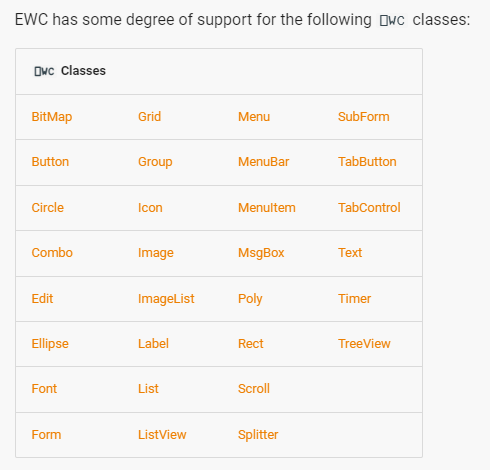 EWC has some degree of support for the following ⎕WC classes:
⎕WC Classes
BitMap Grid Menu SubForm
Button Group MenuBar TabButton
Circle Icon MenuItem TabControl
Combo Image MsgBox Text
Edit ImageList Poly Timer
Ellipse Label Rect TreeView
Font List Scroll
Form ListView Splitter